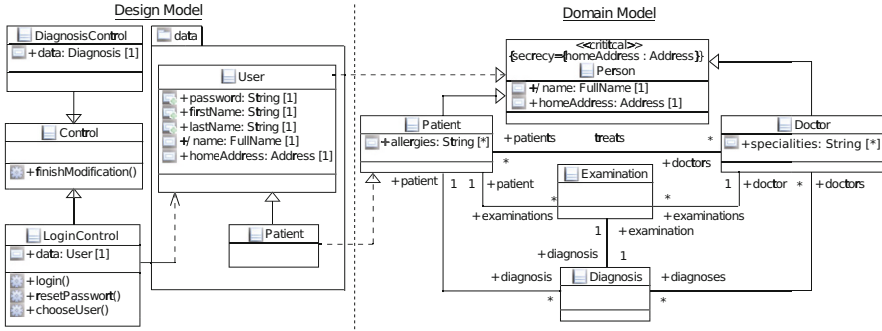 Design Model
DiagnosisControl
+data: Diagnosis [1]
Control
+finishModification()
LoginControl
+data: User [1]
+login()
+resetPasswort()
+chooseUser()
data
User
+password: String [1]
+firstName: String [1]
+lastName: String [1]
+/ name: FullName [1]
+homeAddress: Address [1]
Patient
Domain Model
<<crititcal>>
{secrecy={homeAddress : Address}}
Person
+/ name: FullName [1]
+homeAddress: Address [1]
Patient
+allergies: String [*]
+patients
treats
*
Doctor
+specialities: String [*]
*
+doctors
+patient
1
1
+patient
Examination
1
+doctor
*
+doctors
*
+examinations
*
+examinations
1
+examination
+diagnosis
1
+diagnosis
*
Diagnosis
+diagnoses
*